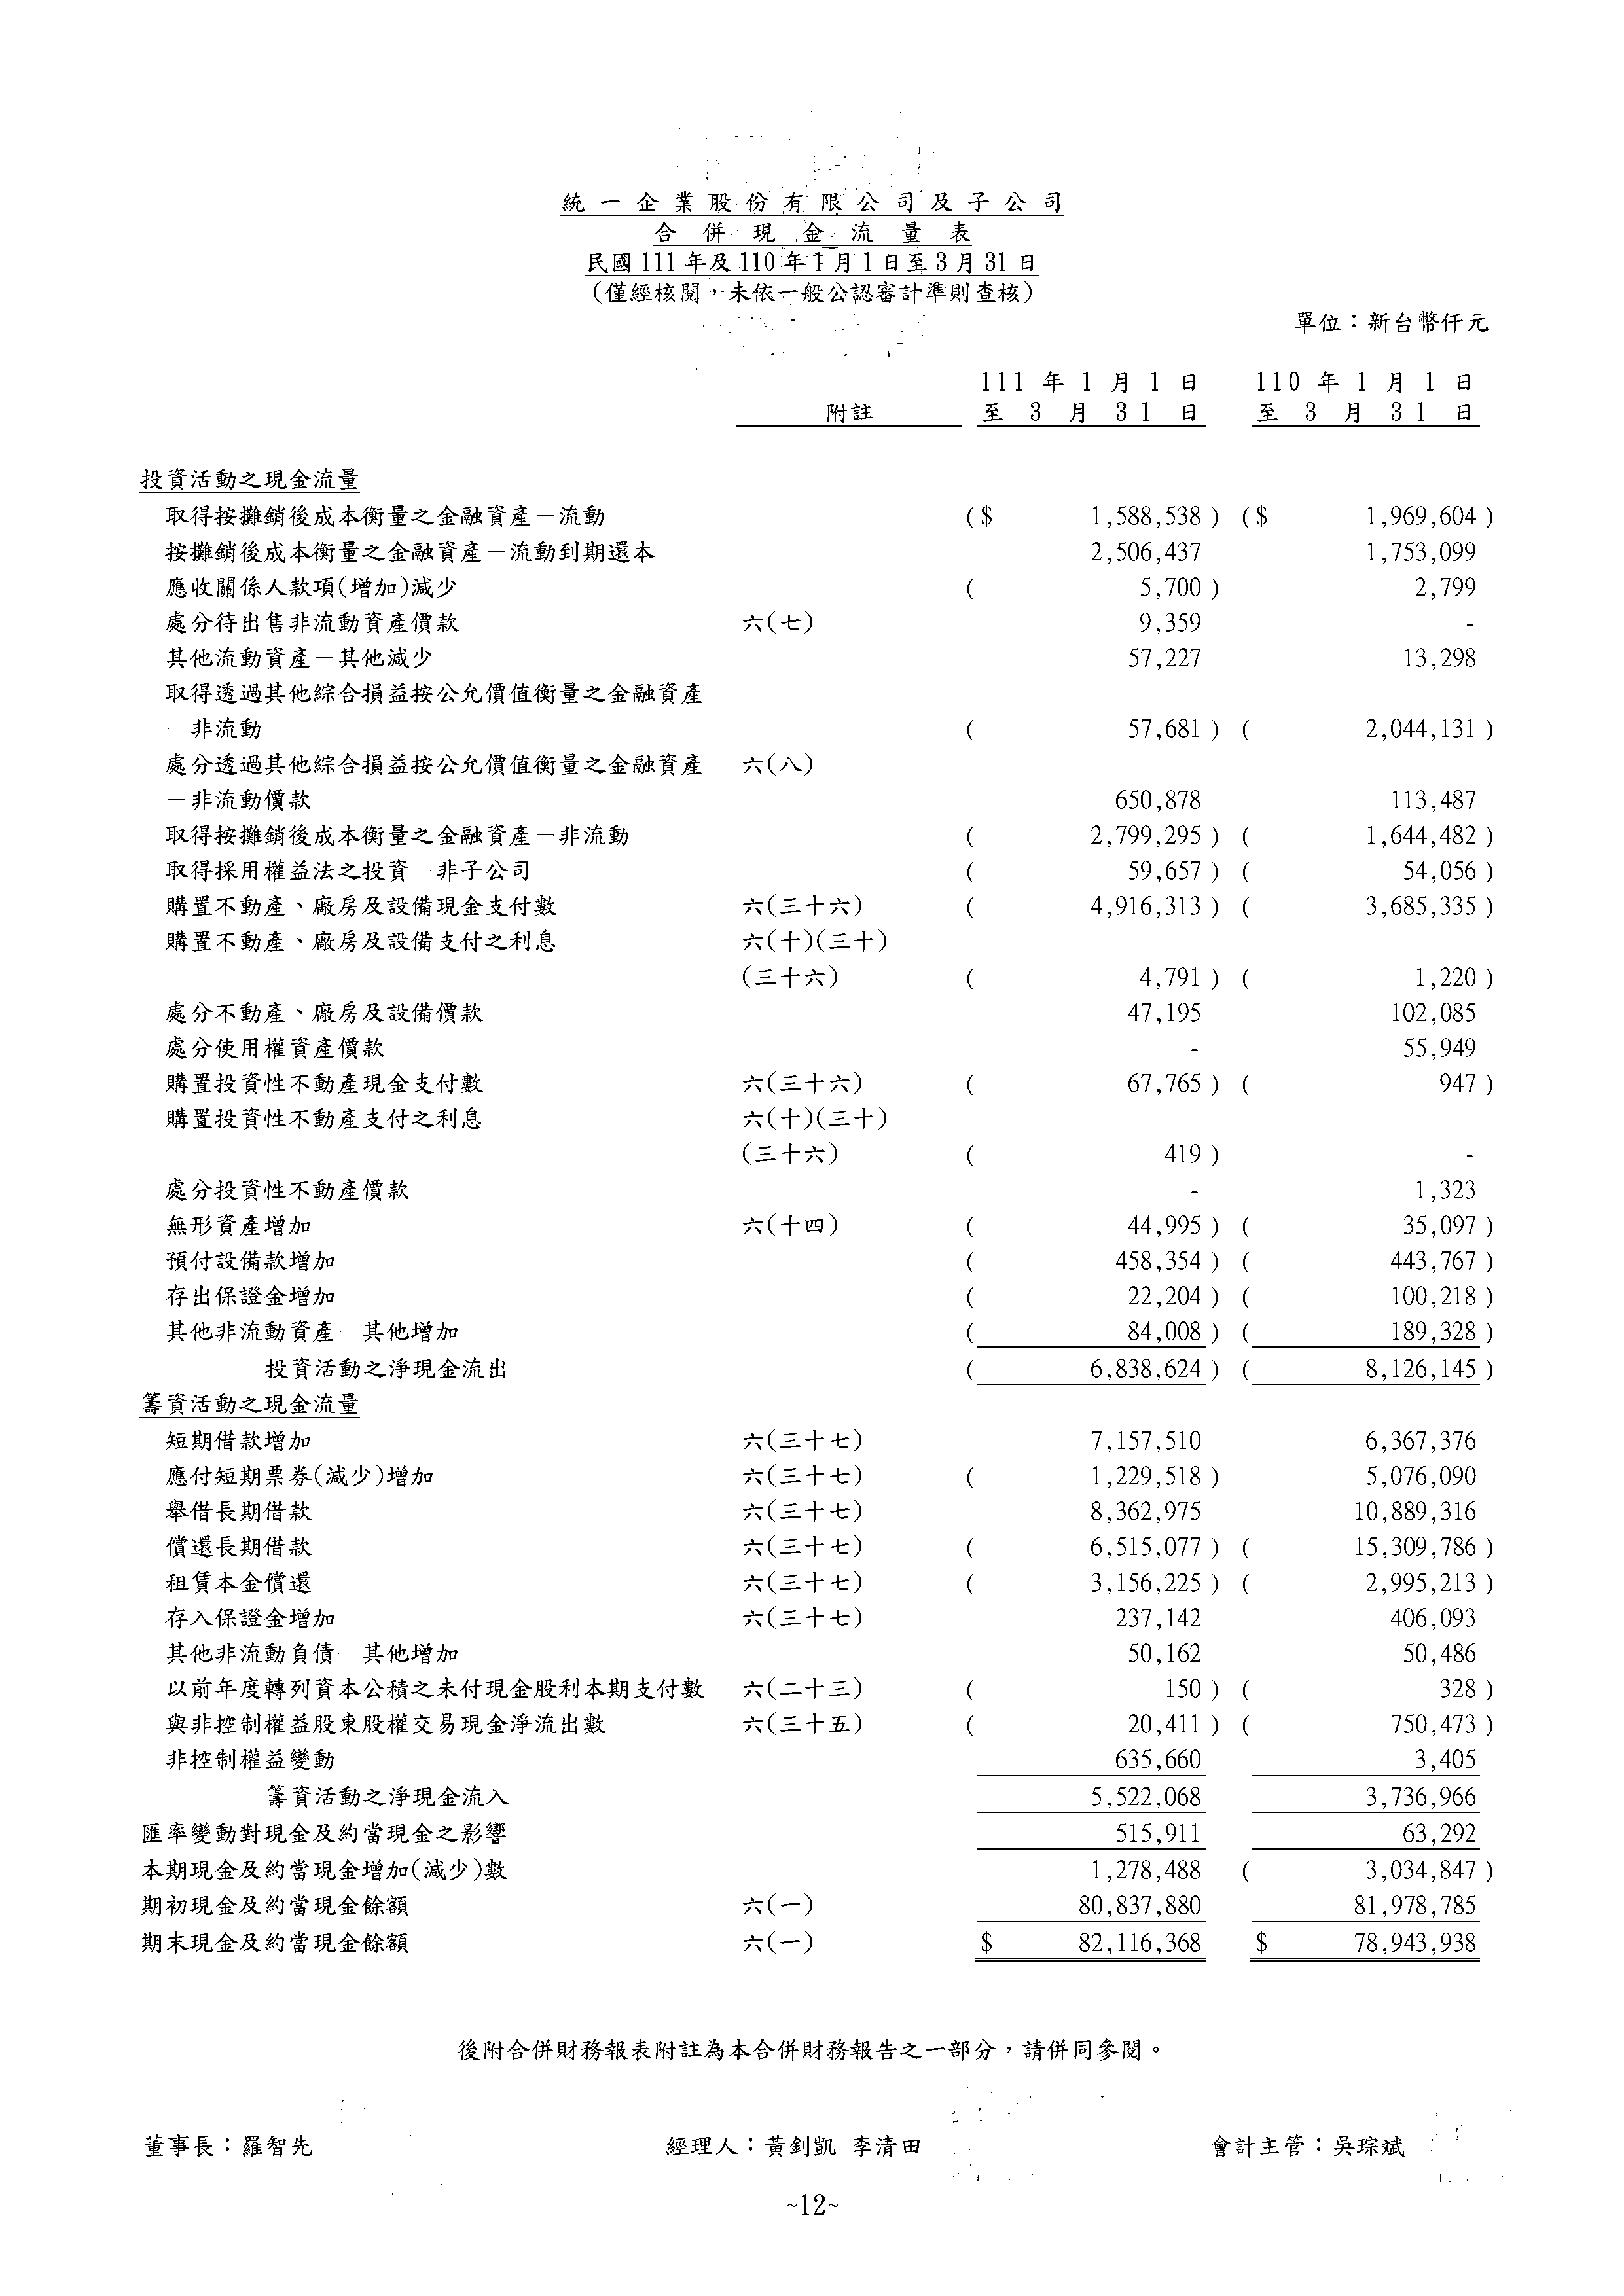 統一企業股份有限公司及子公司
合併現金流量表
民國111年及110年1月1日至3月31日
(僅經核閱，未依一般公認審計準則查核)
單位：新台幣仟元
111年1月1日 110年1月1日
附註 至3月31日 至3月31日
投資活動之現金流量
取得按攤銷後成本衡量之金融資產－流動 ($ 1,588,538) ($ 1,969,604)
按攤銷後成本衡量之金融資產－流動到期還本 2,506,437 1,753,099
應收關係人款項(增加)減少 ( 5,700) 2,799
處分待出售非流動資產價款 六(七) 9,359 -
其他流動資產－其他減少 57,227 13,298
取得透過其他綜合損益按公允價值衡量之金融資產
－非流動 ( 57,681) ( 2,044,131)
處分透過其他綜合損益按公允價值衡量之金融資產 六(八)
－非流動價款 650,878 113,487
取得按攤銷後成本衡量之金融資產－非流動 ( 2,799,295) ( 1,644,482)
取得採用權益法之投資－非子公司 ( 59,657) ( 54,056)
購置不動產、廠房及設備現金支付數 六(三十六) ( 4,916,313) ( 3,685,335)
購置不動產、廠房及設備支付之利息 六(十)(三十)
(三十六) ( 4,791) ( 1,220)
處分不動產、廠房及設備價款 47,195 102,085
處分使用權資產價款 - 55,949
購置投資性不動產現金支付數 六(三十六) ( 67,765) ( 947)
購置投資性不動產支付之利息 六(十)(三十)
(三十六) ( 419) -
處分投資性不動產價款 - 1,323
無形資產增加 六(十四) ( 44,995) ( 35,097)
預付設備款增加 ( 458,354) ( 443,767)
存出保證金增加 ( 22,204) ( 100,218)
其他非流動資產－其他增加 ( 84,008) ( 189,328)
投資活動之淨現金流出 ( 6,838,624) ( 8,126,145)
籌資活動之現金流量
短期借款增加 六(三十七) 7,157,510 6,367,376
應付短期票券(減少)增加 六(三十七) ( 1,229,518) 5,076,090
舉借長期借款 六(三十七) 8,362,975 10,889,316
償還長期借款 六(三十七) ( 6,515,077) ( 15,309,786)
租賃本金償還 六(三十七) ( 3,156,225) ( 2,995,213)
存入保證金增加 六(三十七) 237,142 406,093
其他非流動負債－其他增加 50,162 50,486
以前年度轉列資本公積之未付現金股利本期支付數 六(二十三) ( 150) ( 328)
與非控制權益股東股權交易現金淨流出數 六(三十五) ( 20,411) ( 750,473)
非控制權益變動 635,660 3,405
籌資活動之淨現金流入 5,522,068 3,736,966
匯率變動對現金及約當現金之影響 515,911 63,292
本期現金及約當現金增加(減少)數 1,278,488 ( 3,034,847)
期初現金及約當現金餘額 六(一) 80,837,880 81,978,785
期末現金及約當現金餘額 六(一) $ 82,116,368 $ 78,943,938
後附合併財務報表附註為本合併財務報告之一部分，請併同參閱。
董事長：羅智先 經理人：黃釗凱 李清田 會計主管：吳琮斌
~12~